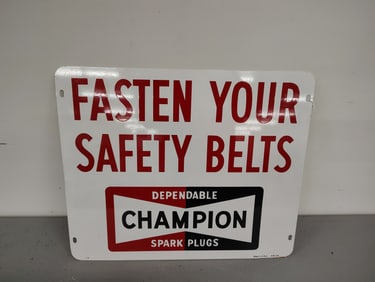 FASTEN YOUR
SAFETY BELTS
DEPENDABLE
CHAMPION
SPARK PLUGS